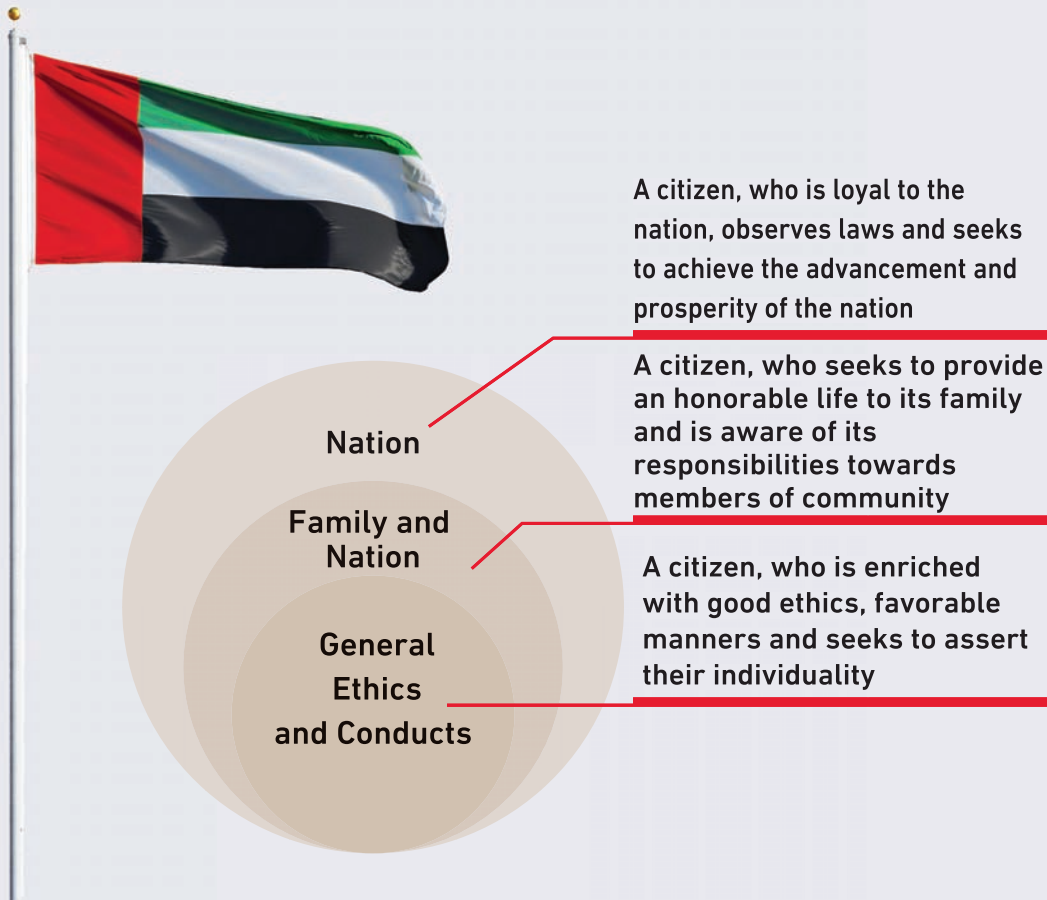 A citizen, who is loyal to the
nation, observes laws and seeks
to achieve the advancement and
prosperity of the nation
A citizen, who seeks to provide
an honorable life to its family
and is aware of its
responsibilities towards
members of community
A citizen, who is enriched
with good ethics, favorable
manners and seeks to assert
their individuality
Nation
Family and
Nation
General
Ethics
and Conducts